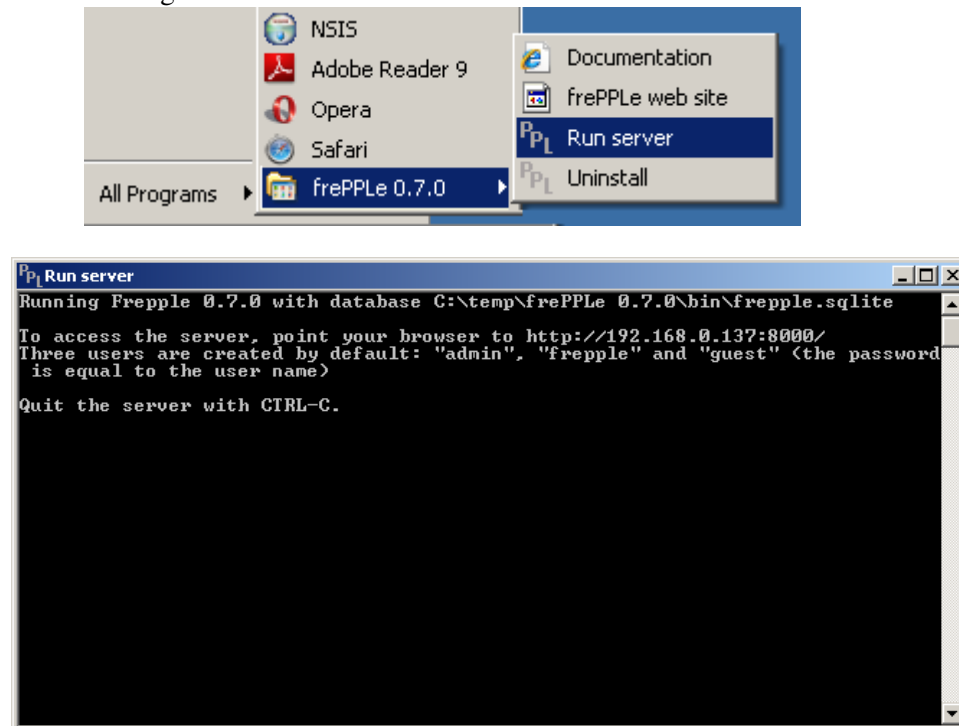 NSIS
Adobe Reader 9
Opera
Safari
All Programs
frePPLe 0.7.0
Documentation
frePPLe web site
PPL Run server
PPL Uninstall
PPL Run server
Running Frepple 0.7.0 with database C:\temp\frePPLe 0.7.0\bin\frepple.sqlite
To access the server, point your browser to http://192.168.0.137:8000/
Three users are created by default: "admin", "frepple" and "guest" (the password
is equal to the user name)
Quit the server with CTRL-C.